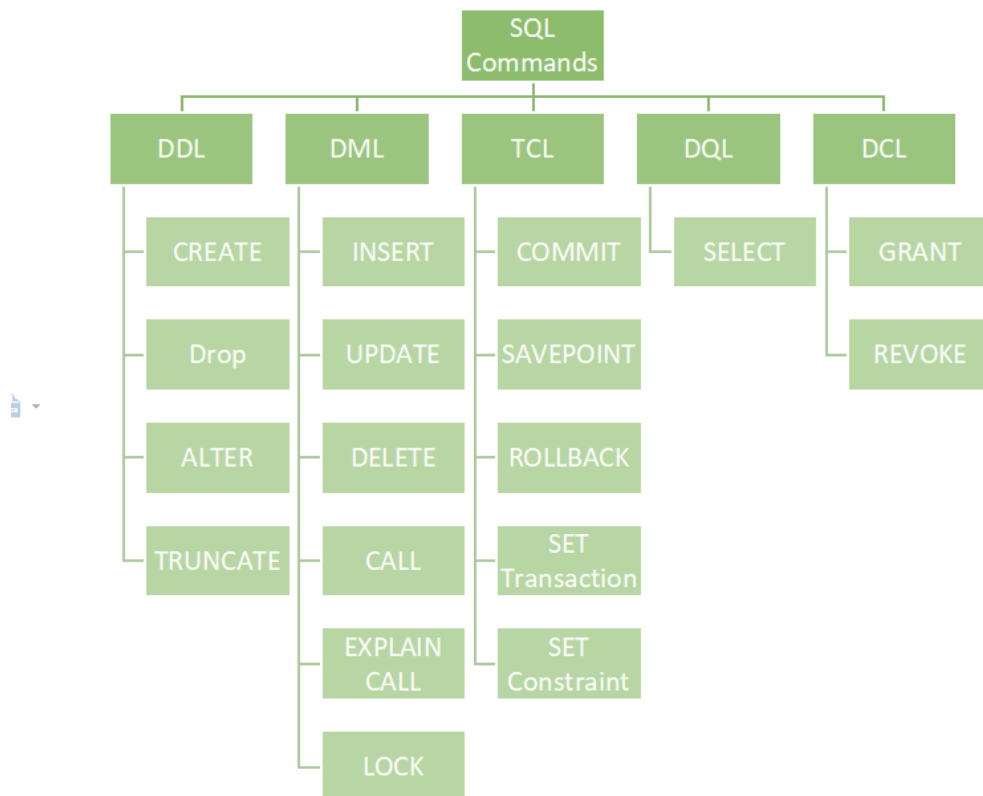 SQL
Commands
DDL
DML
TCL
DQL
DCL
CREATE
INSERT
COMMIT
SELECT
GRANT
Drop
UPDATE
SAVEPOINT
REVOKE
ALTER
DELETE
ROLLBACK
TRUNCATE
CALL
SET
Transaction
EXPLAIN
CALL
SET
Constraint
LOCK